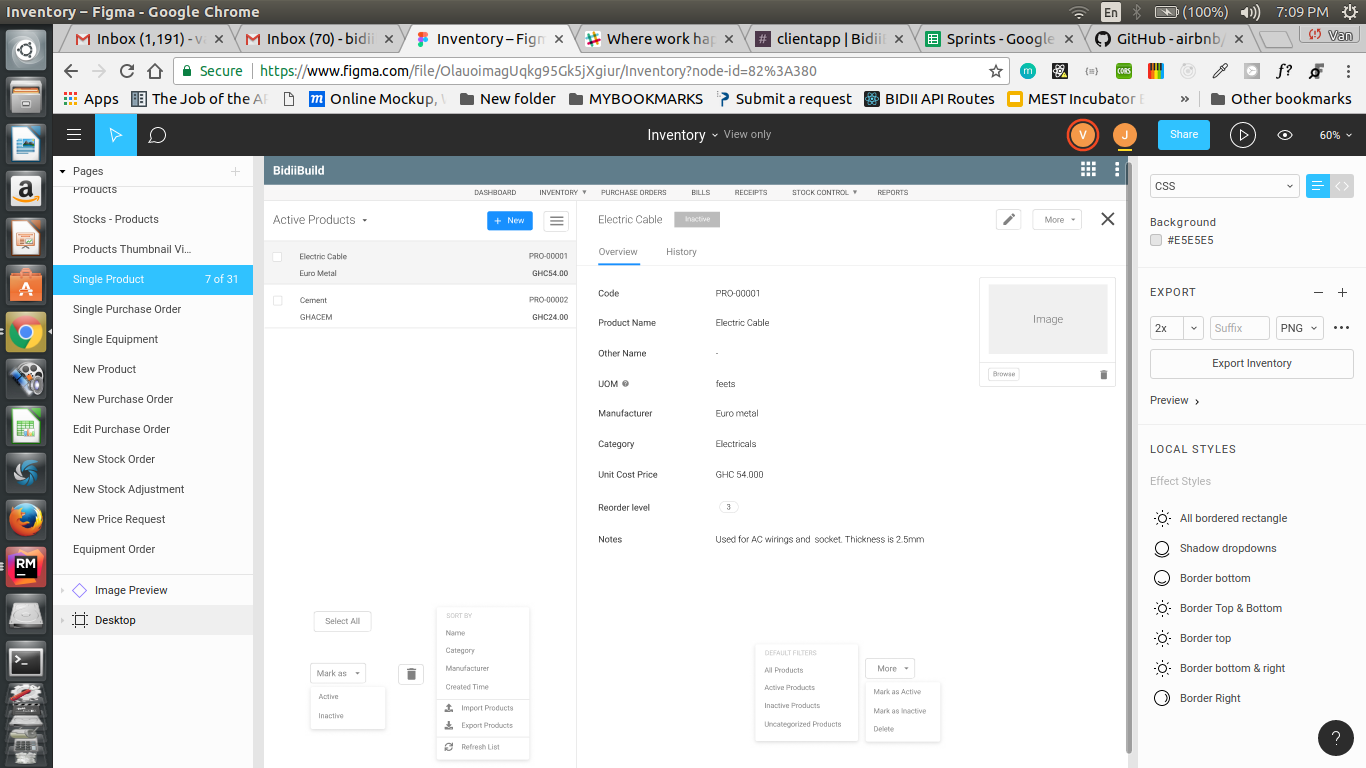 Inventory – Figma - Google Chrome
En
(100%)
7:09 PM
Inbox (1,191) - v
Inbox (70) - bidii
Inventory – Figm
Where work hap
clientapp | BidiiB
Sprints - Google
GitHub - airbnb/
Van
Secure
https://www.figma.com/file/OlauoimagUqkg95Gk5jXgiur/Inventory?node-id=82%3A380
Apps
The Job of the AP
Online Mockup, W
New folder
MYBOOKMARKS
Submit a request
BIDII API Routes
MEST Incubator
»
Other bookmarks
Inventory
View only
V
J
Share
60%
Pages
Products
Stocks - Products
Products Thumbnail Vi...
Single Product 7 of 31
Single Purchase Order
Single Equipment
New Product
New Purchase Order
Edit Purchase Order
New Stock Order
New Stock Adjustment
New Price Request
Equipment Order
Image Preview
Desktop
BidiiBuild
DASHBOARD INVENTORY PURCHASE ORDERS BILLS RECEIPTS STOCK CONTROL REPORTS
Active Products
+ New
Electric Cable PRO-00001
Euro Metal GHC54.00
Cement PRO-00002
GHACEM GHC24.00
Select All
Mark as
Active
Inactive
SORT BY
Name
Category
Manufacturer
Created Time
Import Products
Export Products
Refresh List
Electric Cable
Inactive
More
Overview History
Code PRO-00001
Product Name Electric Cable
Other Name -
UOM feets
Manufacturer Euro metal
Category Electricals
Unit Cost Price GHC 54.000
Reorder level 3
Notes Used for AC wirings and socket. Thickness is 2.5mm
Image
Browse
DEFAULT FILTERS
All Products
Active Products
Inactive Products
Uncategorized Products
More
Mark as Active
Mark as Inactive
Delete
CSS
Background
#E5E5E5
EXPORT
2x
Suffix
PNG
Export Inventory
Preview
LOCAL STYLES
Effect Styles
All bordered rectangle
Shadow dropdowns
Border bottom
Border Top & Bottom
Border top
Border bottom & right
Border Right
?